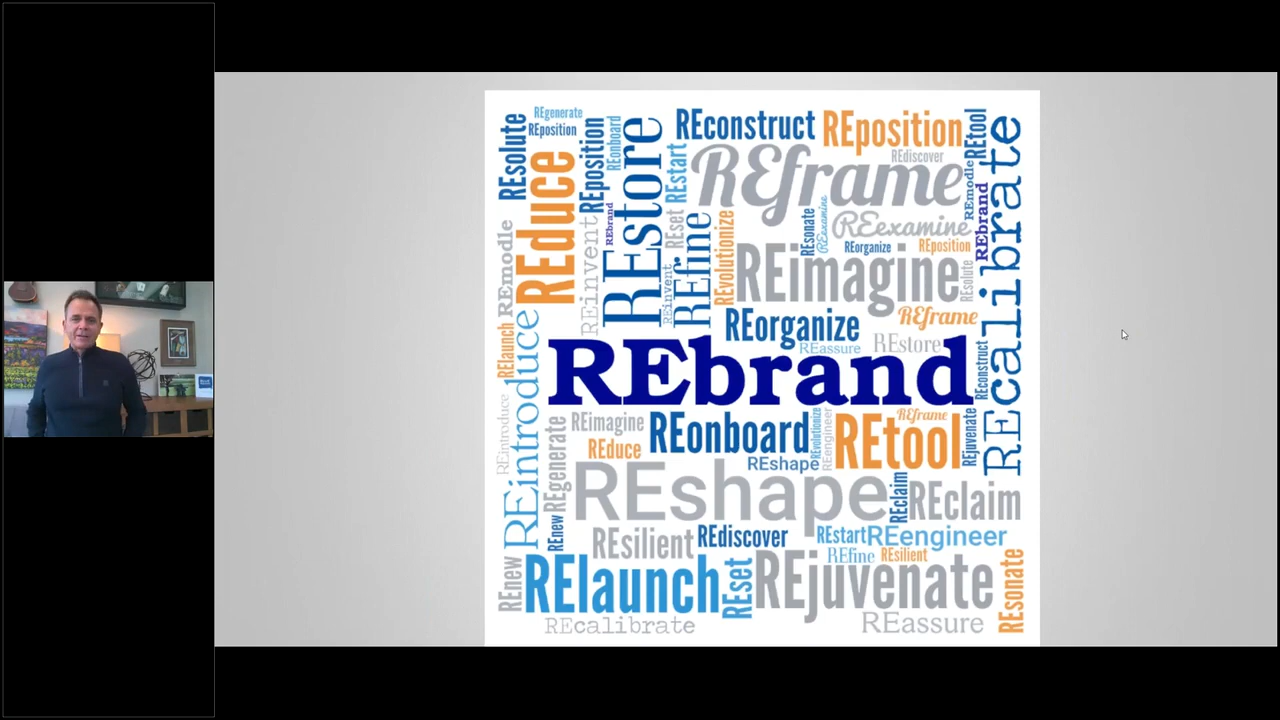 REgenerate
REposition
REsolute
REduce
REposition
REonboard
REstore
REconstruct
REposition
REtool
REcalibrate
REstart
REframe
REdiscover
REmodle
REbrand
REbrand
REinvent
REmodle
REset
REinvent
REfine
REvolutionize
REsonate
REexamine
REexamine
REorganize
REposition
REimagine
REsolute
REframe
REorganize
REassure
REstore
RElaunch
REintroduce
REintroduce
REbrand
REconstruct
REgenerate
REimagine
REonboard
REvolutionize
REengineer
REframe
REtool
REjuvenate
REduce
REshape
REshape
REclaim
REclaim
REnew
REsilient
REdiscover
REstart
REengineer
REfine
REsilient
REnew
RElaunch
REset
REjuvenate
REsonate
REcalibrate
REassure